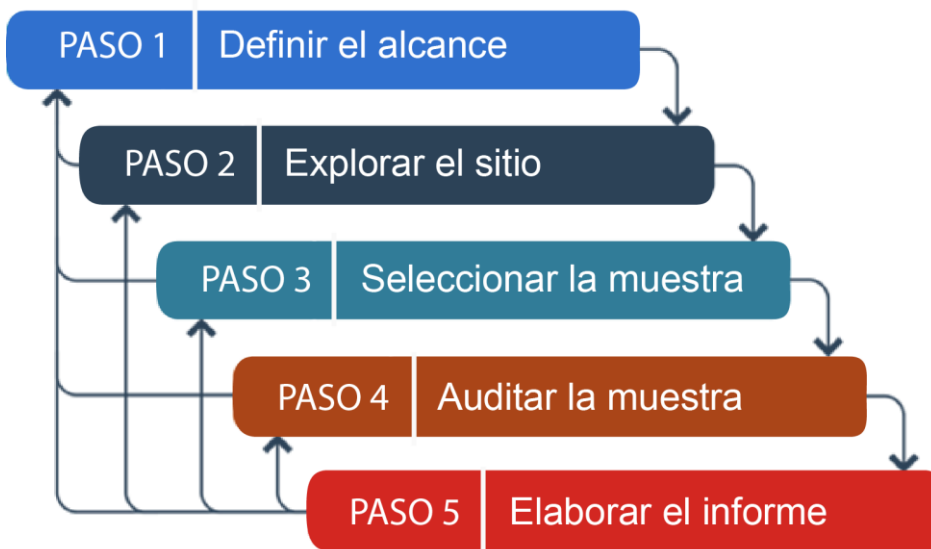 PASO 1 Definir el alcance
PASO 2 Explorar el sitio
PASO 3 Seleccionar la muestra
PASO 4 Auditar la muestra
PASO 5 Elaborar el informe